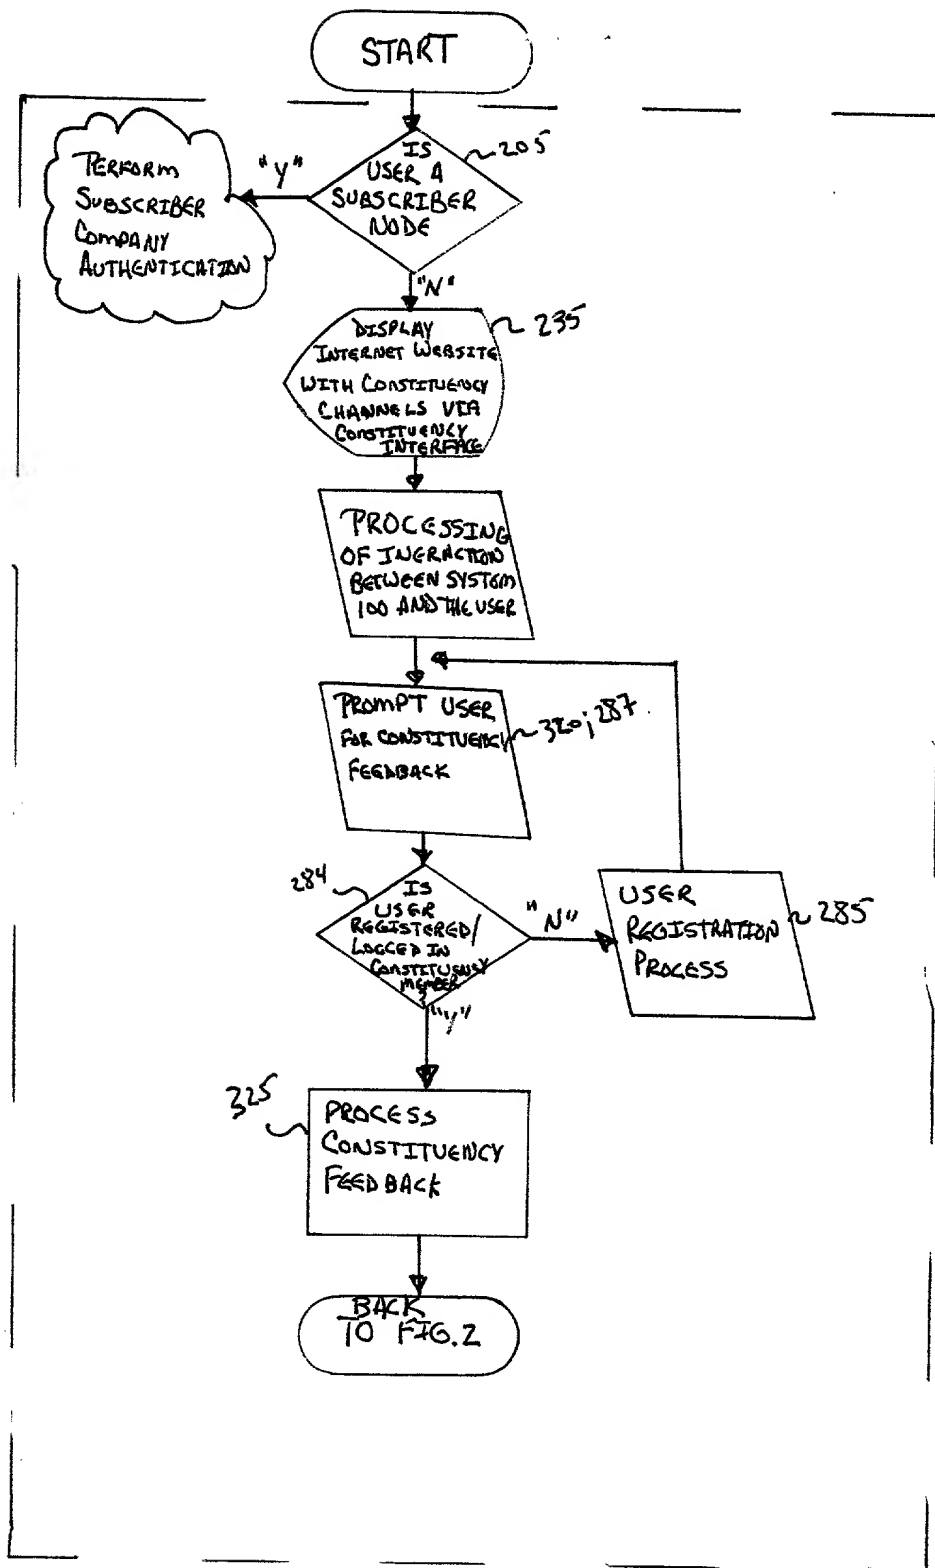 START
IS
USER A
SUBSCRIBER
NODE
205
"Y"
PERFORM
SUBSCRIBER
COMPANY
AUTHENTICATION
"N"
DISPLAY
INTERNET WEBSITE
WITH CONSTITUENCY
CHANNELS VIA
CONSTITUENCY
INTERFACE
235
PROCESSING
OF INERACTION
BETWEEN SYSTEM
100 AND THE USER
PROMPT USER
FOR CONSTITUENCY
FEEDBACK
320; 287
284
IS
USER
REGISTERED/
LOGGED IN
CONSTITUENCY
MEMBER
?
"N"
USER
REGISTRATION
PROCESS
285
"Y"
325
PROCESS
CONSTITUENCY
FEEDBACK
BACK
TO FIG.2